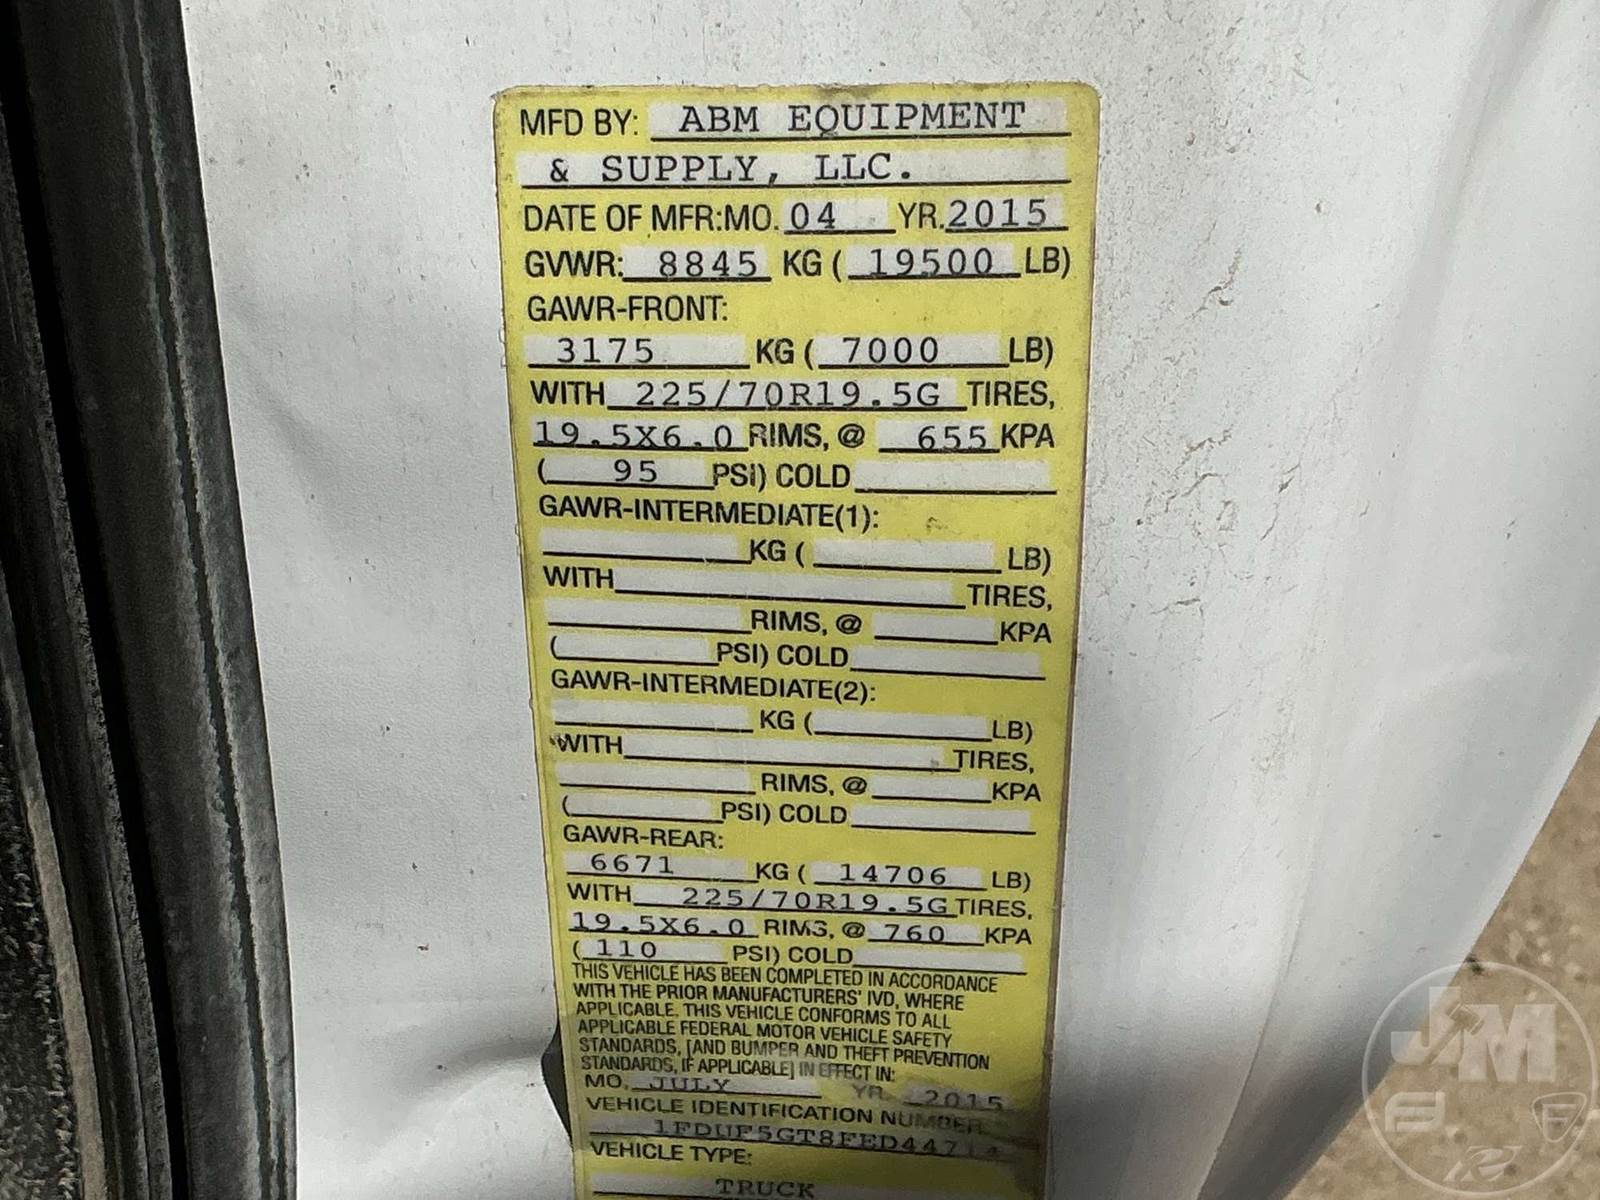 MFD BY: ABM EQUIPMENT
& SUPPLY, LLC.
DATE OF MFR:MO. 04 YR. 2015
GVWR: 8845 KG ( 19500 LB)
GAWR-FRONT:
3175 KG ( 7000 LB)
WITH 225/70R19.5G TIRES,
19.5X6.0 RIMS, @ 655 KPA
( 95 PSI) COLD
GAWR-INTERMEDIATE(1):
KG ( LB)
WITH TIRES,
RIMS, @ KPA
( PSI) COLD
GAWR-INTERMEDIATE(2):
KG ( LB)
WITH TIRES,
RIMS, @ KPA
( PSI) COLD
GAWR-REAR:
6671 KG ( 14706 LB)
WITH 225/70R19.5G TIRES,
19.5X6.0 RIMS, @ 760 KPA
( 110 PSI) COLD
THIS VEHICLE HAS BEEN COMPLETED IN ACCORDANCE
WITH THE PRIOR MANUFACTURERS' IVD, WHERE
APPLICABLE. THIS VEHICLE CONFORMS TO ALL
APPLICABLE FEDERAL MOTOR VEHICLE SAFETY
STANDARDS, [AND BUMPER AND THEFT PREVENTION
STANDARDS, IF APPLICABLE] IN EFFECT IN:
MO. JULY YR. 2015
VEHICLE IDENTIFICATION NUMBER:
1FDUF5GT8FED44714
VEHICLE TYPE:
TRUCK
JM